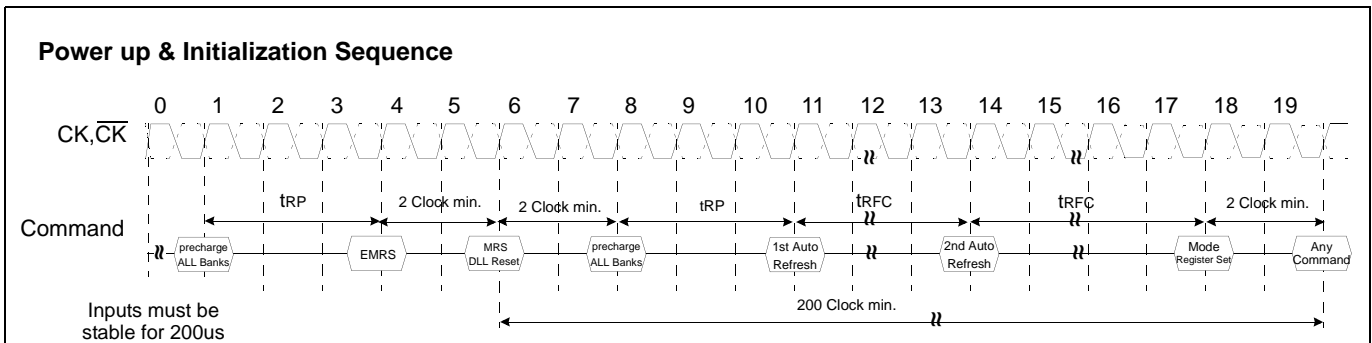 Power up & Initialization Sequence
0 1 2 3 4 5 6 7 8 9 10 11 12 13 14 15 16 17 18 19
CK,CK
tRP 2 Clock min. 2 Clock min. tRP tRFC tRFC 2 Clock min.
Command
precharge
ALL Banks
EMRS
MRS
DLL Reset
precharge
ALL Banks
1st Auto
Refresh
2nd Auto
Refresh
Mode
Register Set
Any
Command
200 Clock min.
Inputs must be
stable for 200us